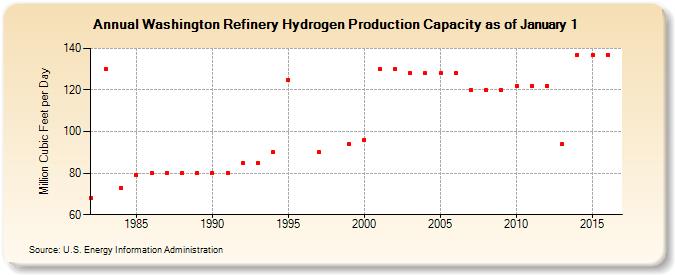 Annual Washington Refinery Hydrogen Production Capacity as of January 1
Million Cubic Feet per Day
140
120
100
80
60
1985 1990 1995 2000 2005 2010 2015
Source: U.S. Energy Information Administration